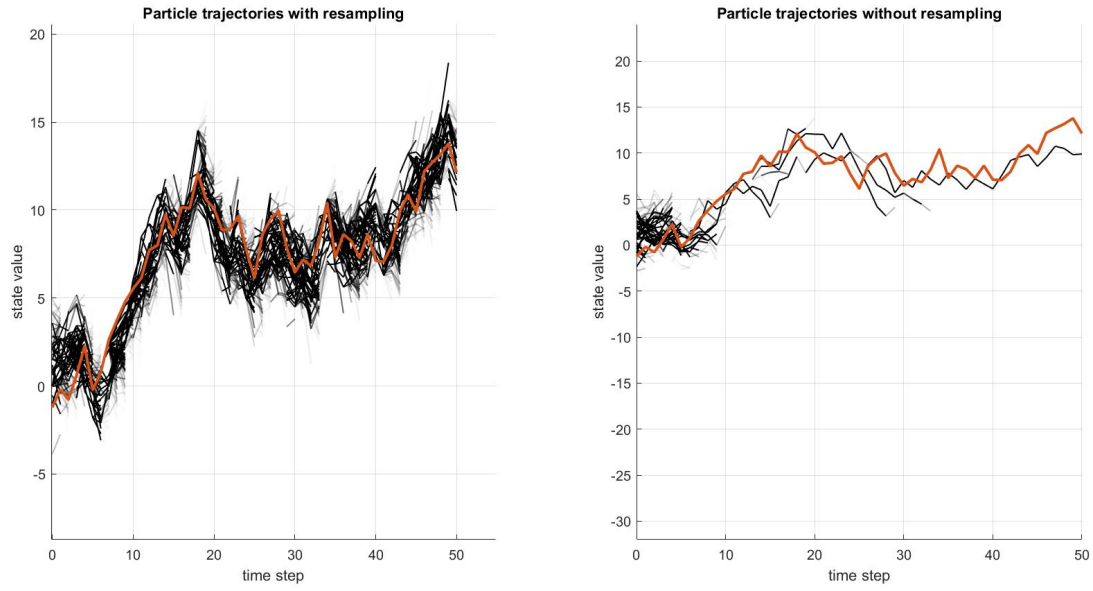 Particle trajectories with resampling
20
15
10
5
0
-5
state value
0 10 20 30 40 50
time step
Particle trajectories without resampling
20
15
10
5
0
-5
-10
-15
-20
-25
-30
state value
0 10 20 30 40 50
time step